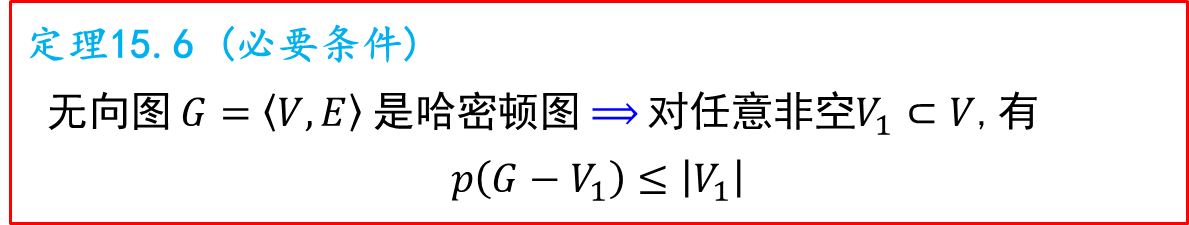 定理15.6 (必要条件)
无向图 G = ⟨V, E⟩ 是哈密顿图 ⟹ 对任意非空V₁ ⊂ V, 有
p(G − V₁) ≤ |V₁|